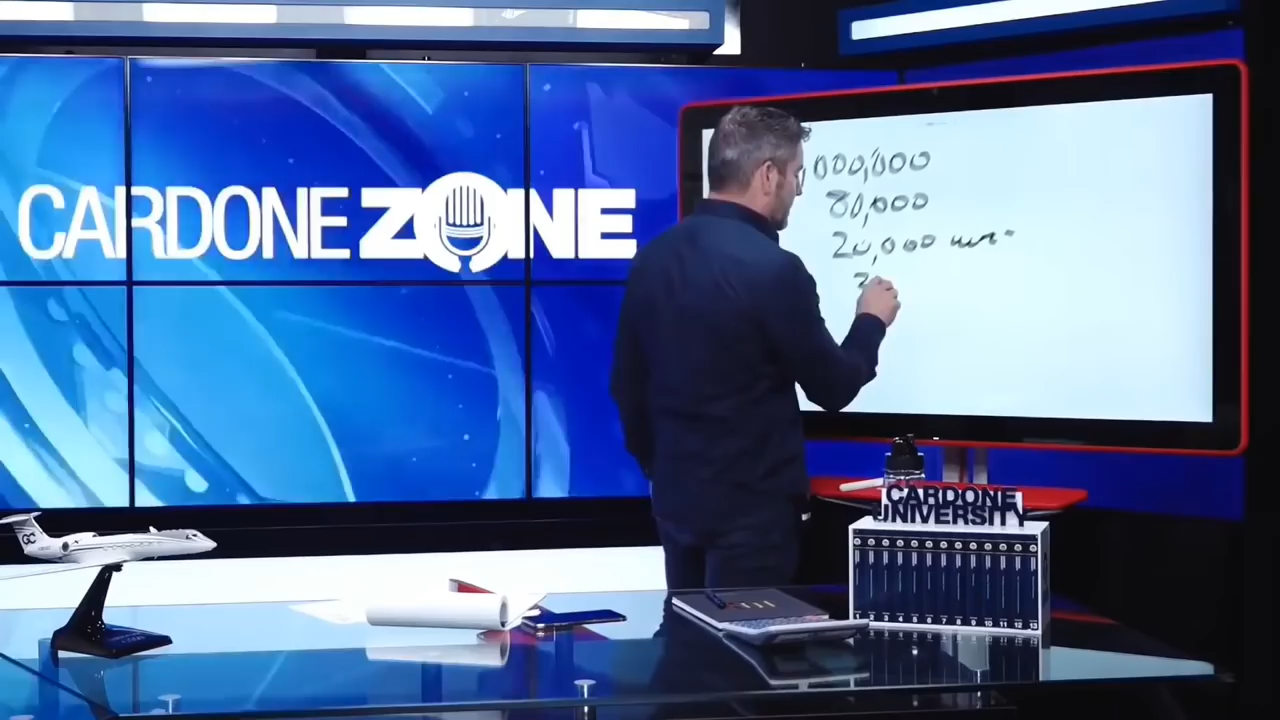 CARDONE ZONE
000,000
80,000
20,000
GC
CARDONE
UNIVERSITY
1 2 3 4 5 6 7 8 9 10 11 12 13